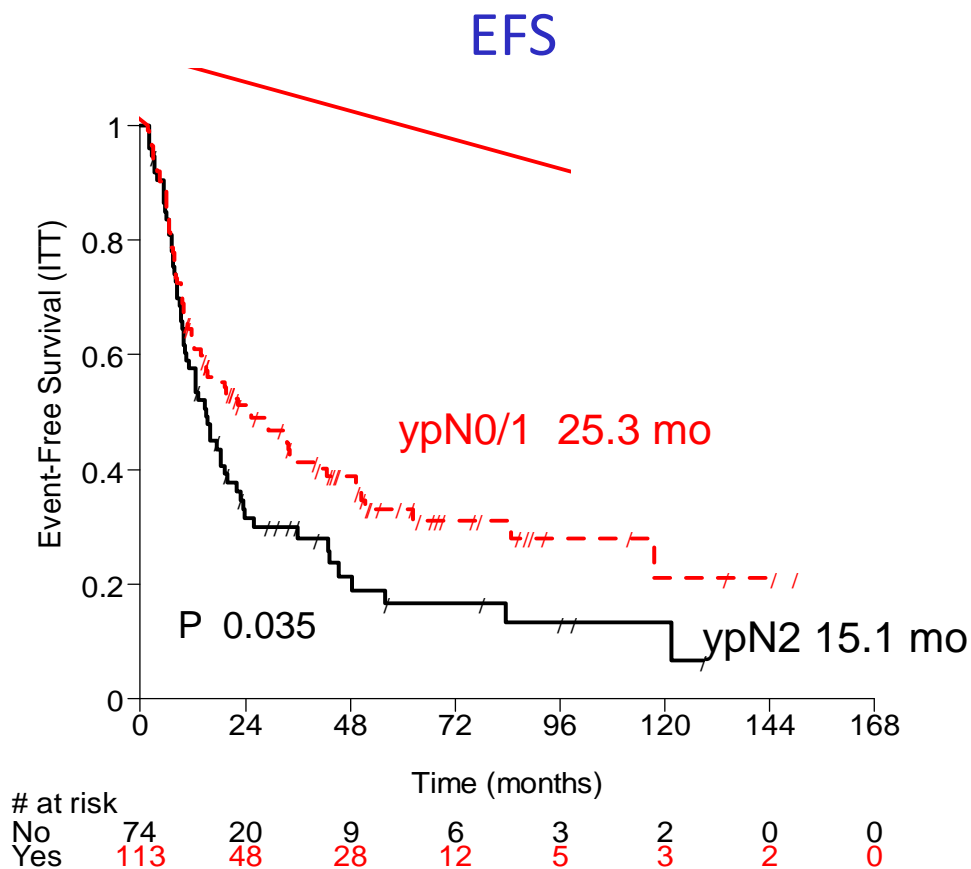 EFS
Event-Free Survival (ITT)
1
0.8
0.6
0.4
0.2
0
ypN0/1 25.3 mo
P 0.035
ypN2 15.1 mo
0 24 48 72 96 120 144 168
Time (months)
# at risk
No 74 20 9 6 3 2 0 0
Yes 113 48 28 12 5 3 2 0